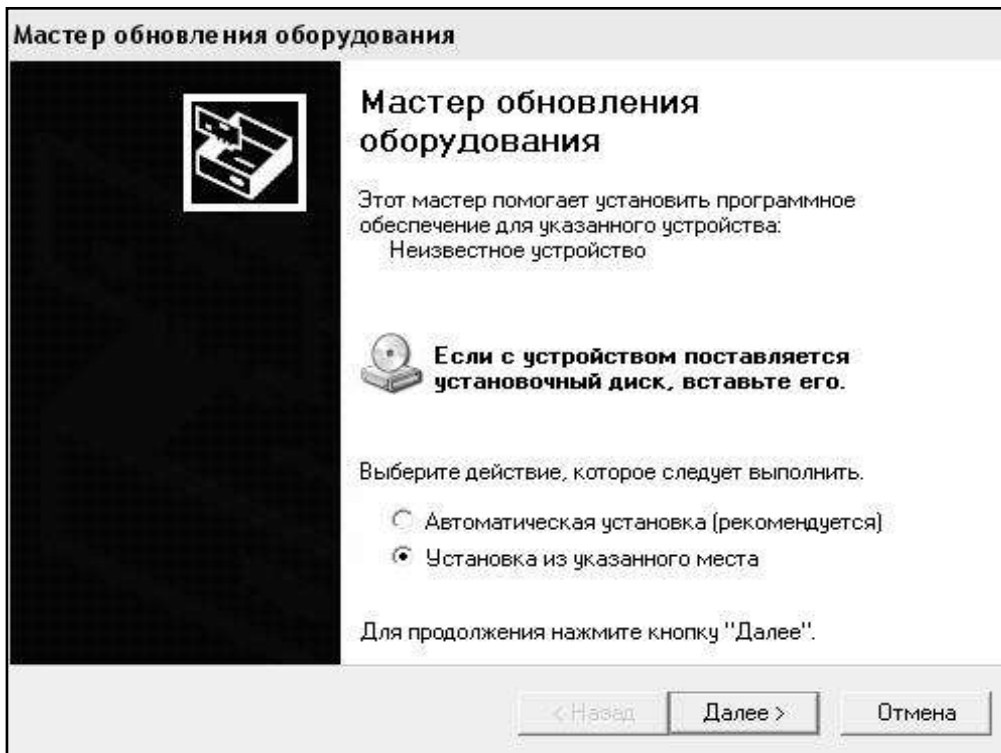 Мастер обновления оборудования
Мастер обновления
оборудования
Этот мастер помогает установить программное
обеспечение для указанного устройства:
Неизвестное устройство
Если с устройством поставляется
установочный диск, вставьте его.
Выберите действие, которое следует выполнить.
Автоматическая установка (рекомендуется)
Установка из указанного места
Для продолжения нажмите кнопку "Далее".
< Назад Далее > Отмена